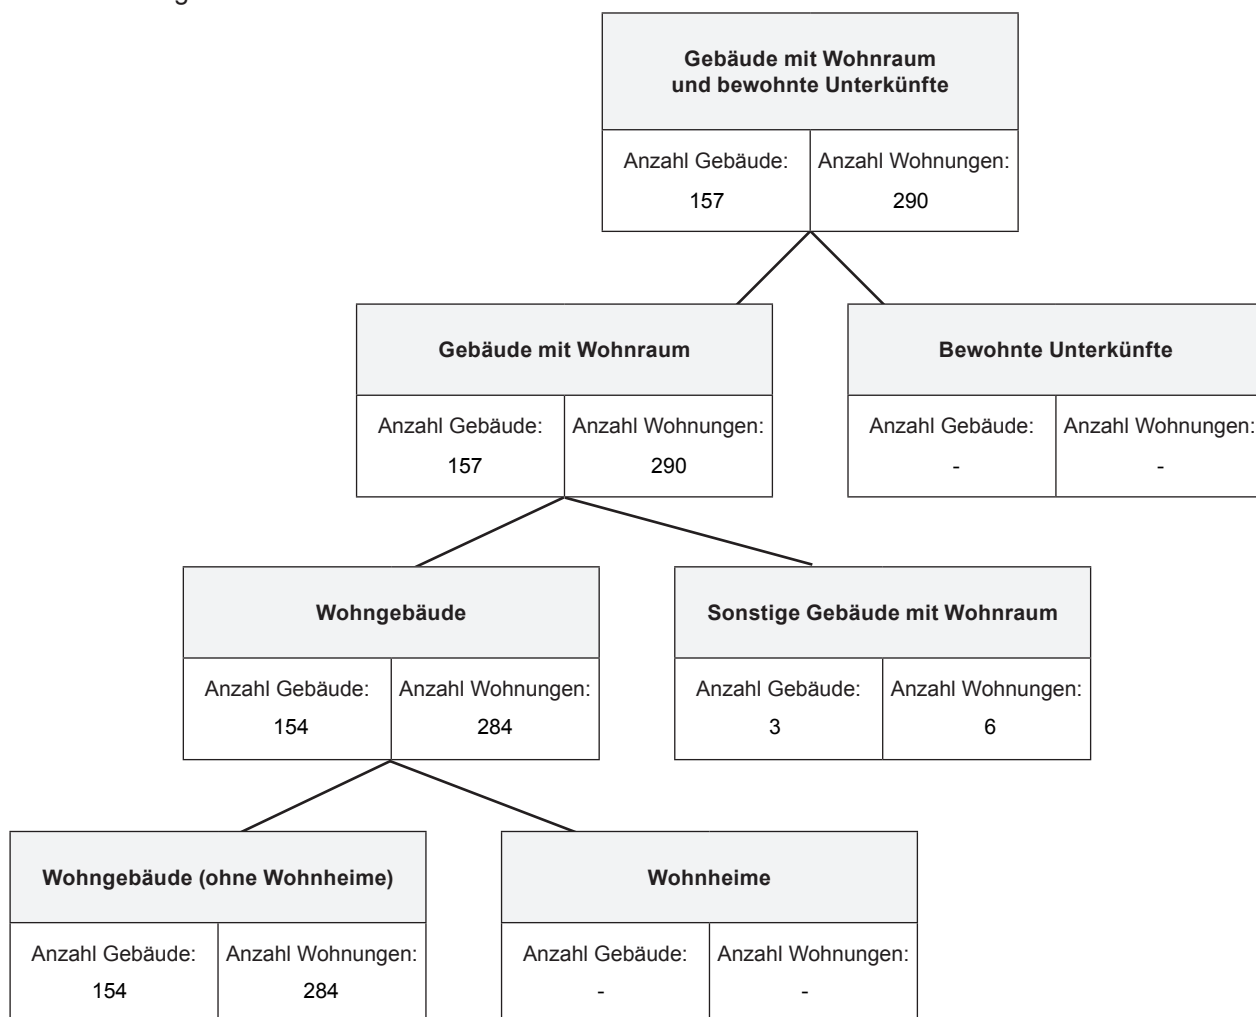 Gebäude mit Wohnraum
und bewohnte Unterkünfte
Anzahl Gebäude: Anzahl Wohnungen:
157 290
Gebäude mit Wohnraum
Bewohnte Unterkünfte
Anzahl Gebäude: Anzahl Wohnungen:
157 290
Anzahl Gebäude: Anzahl Wohnungen:
- -
Wohngebäude
Sonstige Gebäude mit Wohnraum
Anzahl Gebäude: Anzahl Wohnungen:
154 284
Anzahl Gebäude: Anzahl Wohnungen:
3 6
Wohngebäude (ohne Wohnheime)
Wohnheime
Anzahl Gebäude: Anzahl Wohnungen:
154 284
Anzahl Gebäude: Anzahl Wohnungen:
- -